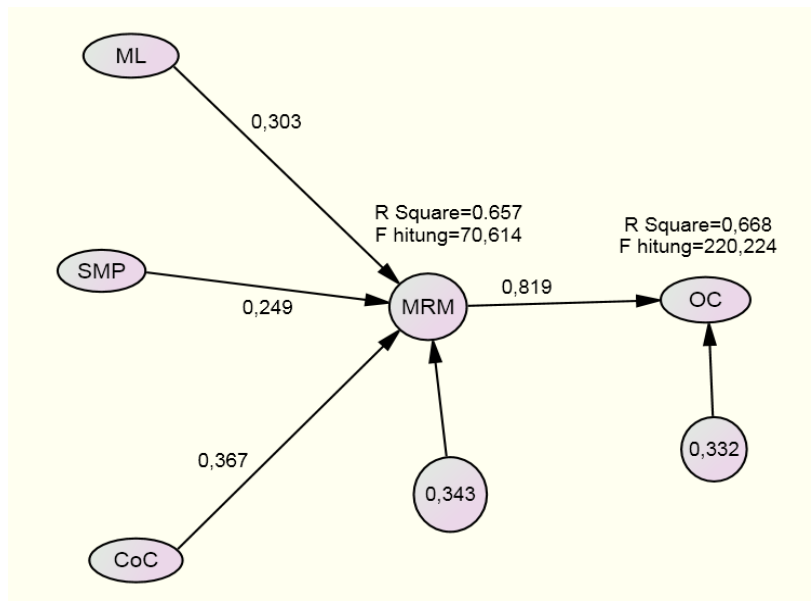 ML
0,303
R Square=0.657
F hitung=70,614
R Square=0,668
F hitung=220,224
SMP
0,249
MRM
0,819
OC
0,367
0,343
0,332
CoC